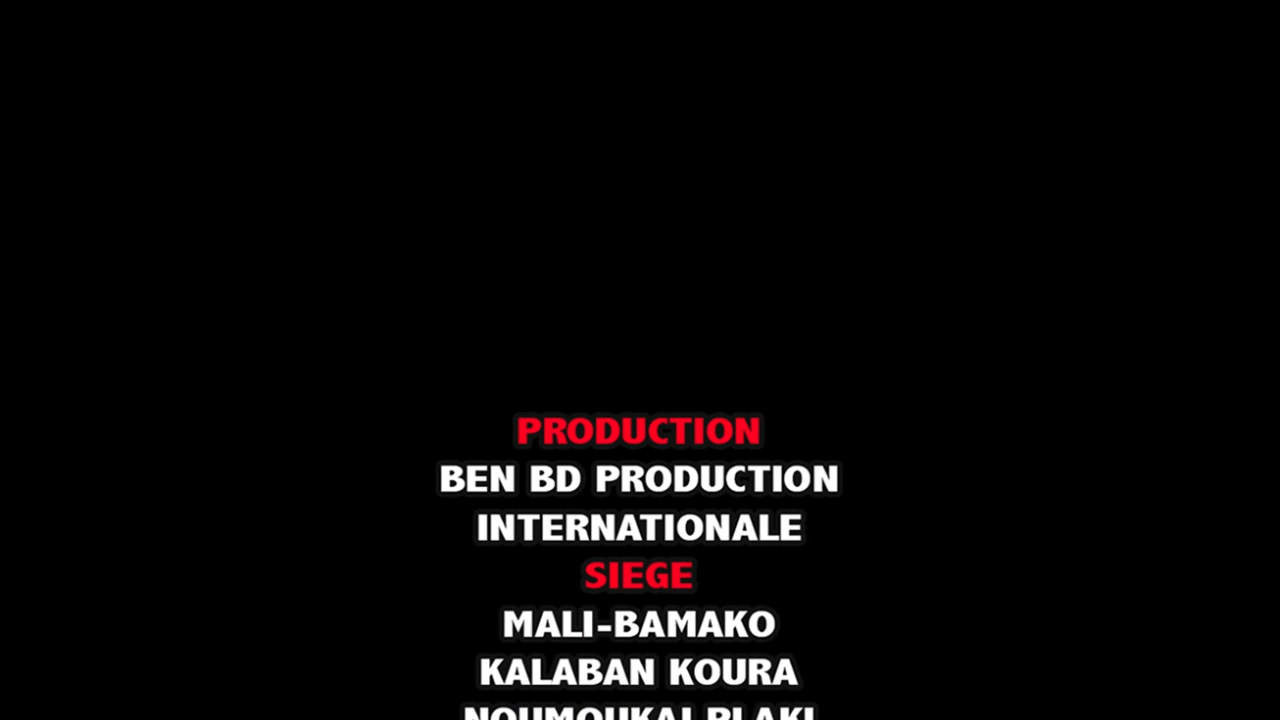 PRODUCTION
BEN BD PRODUCTION
INTERNATIONALE
SIEGE
MALI-BAMAKO
KALABAN KOURA